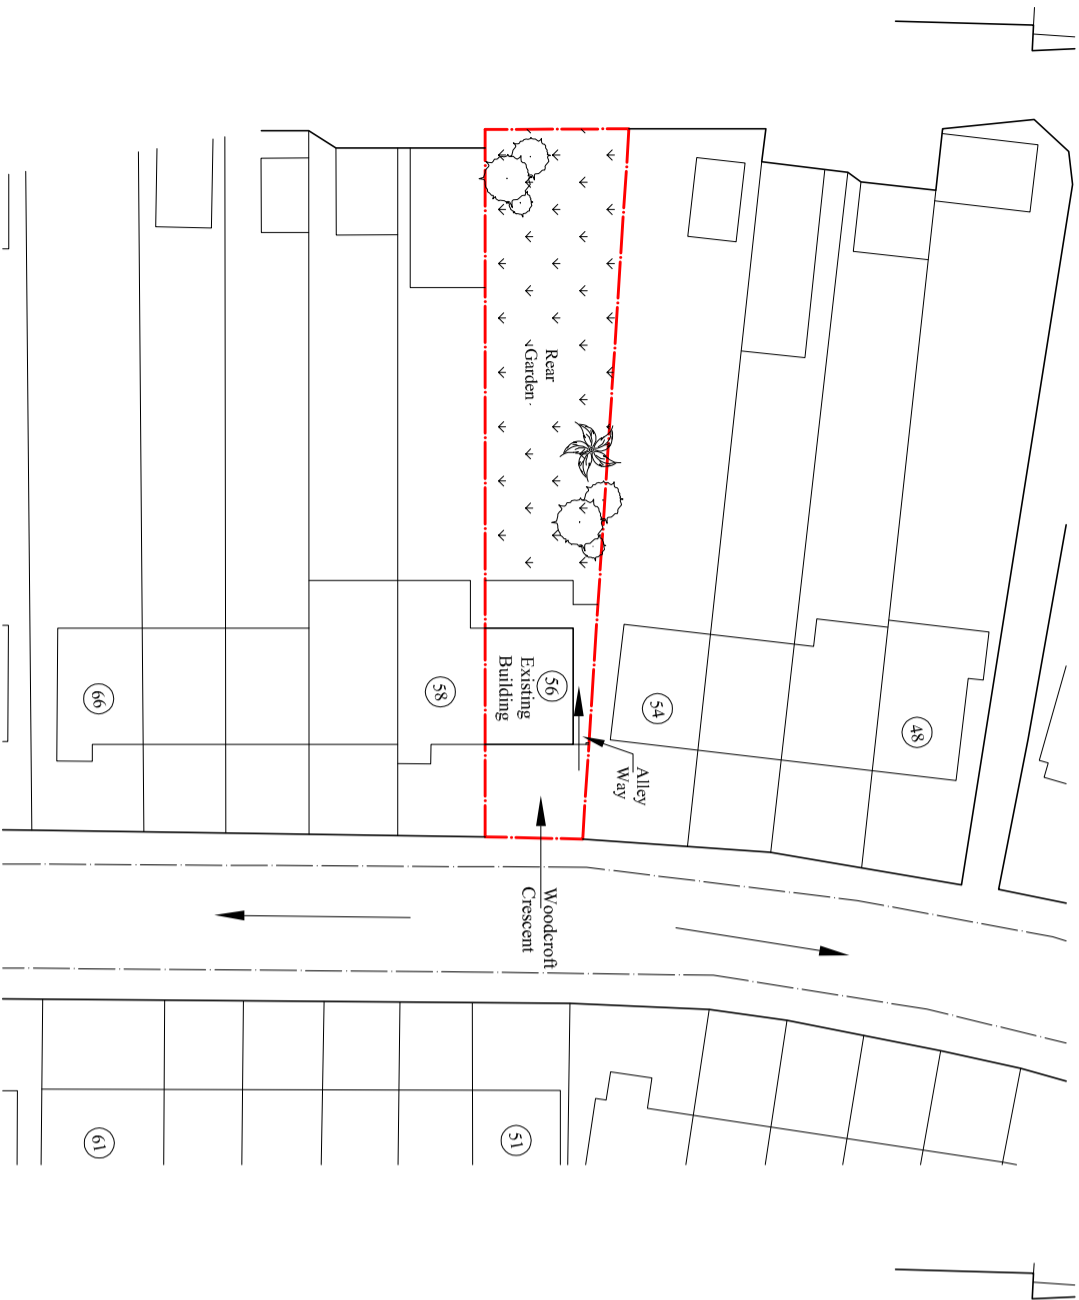 Rear
Garden
56
Existing
Building
58
66
54
48
Alley
Way
Woodcroft
Crescent
61
51